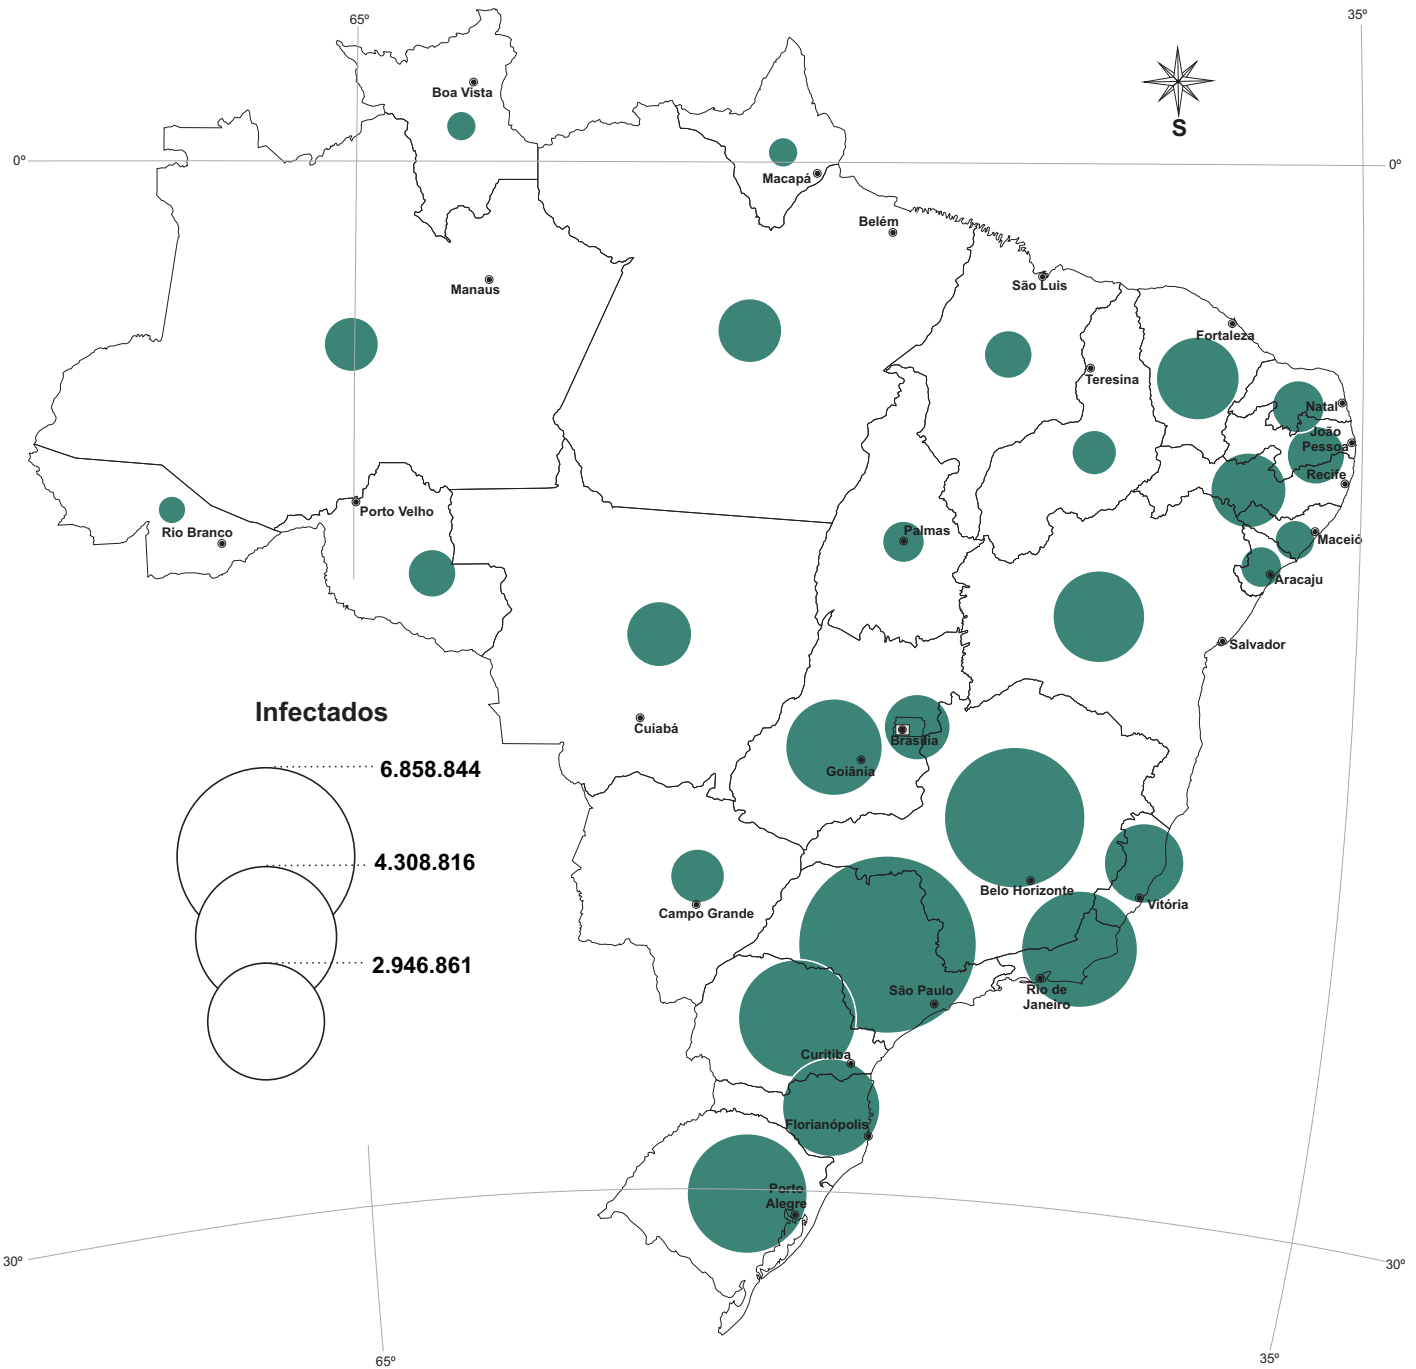 65º
35º
Boa Vista
S
0º
0º
Macapá
Belém
Manaus
São Luis
Fortaleza
Teresina
Natal
João
Pessoa
Recife
Porto Velho
Rio Branco
Palmas
Maceió
Aracaju
Salvador
Infectados
Cuiabá
Brasília
Goiânia
6.858.844
4.308.816
2.946.861
Belo Horizonte
Campo Grande
Vitória
São Paulo
Rio de
Janeiro
Curitiba
Florianópolis
Porto
Alegre
30º
30º
65º
35º